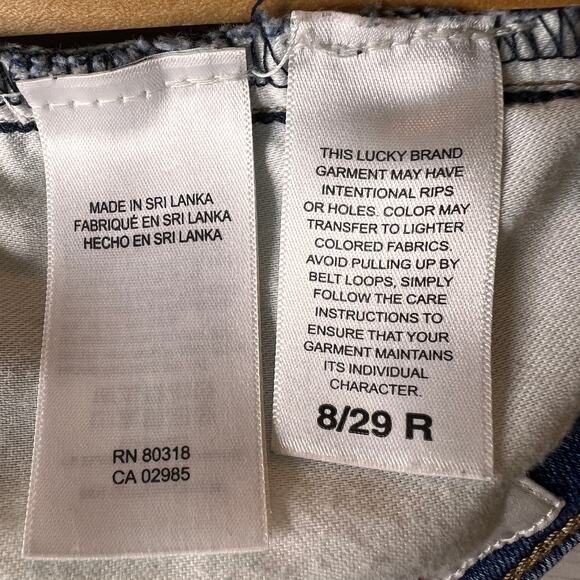 MADE IN SRI LANKA
FABRIQUÉ EN SRI LANKA
HECHO EN SRI LANKA
RN 80318
CA 02985
THIS LUCKY BRAND
GARMENT MAY HAVE
INTENTIONAL RIPS
OR HOLES. COLOR MAY
TRANSFER TO LIGHTER
COLORED FABRICS.
AVOID PULLING UP BY
BELT LOOPS, SIMPLY
FOLLOW THE CARE
INSTRUCTIONS TO
ENSURE THAT YOUR
GARMENT MAINTAINS
ITS INDIVIDUAL
CHARACTER.
8/29 R